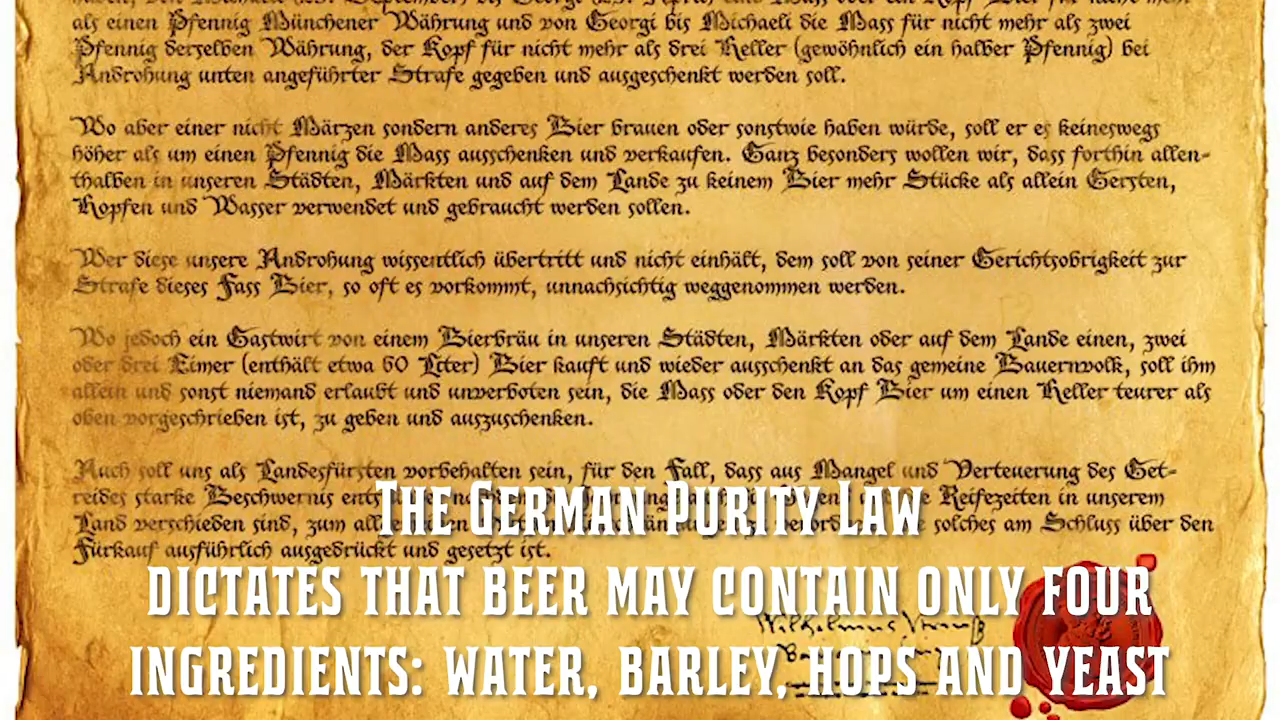 als einen Pfennig Münchener Währung und von Georgi bis Michaeli die Mass für nicht mehr als zwei
Pfennig derselben Währung, der Kopf für nicht mehr als drei Heller (gewöhnlich ein halber Pfennig) bei
Androhung unten angeführter Strafe gegeben und ausgeschenkt werden soll.
Wo aber einer nicht Märzen sondern anderes Bier brauen oder sonstwie haben würde, soll er es keineswegs
höher als um einen Pfennig die Mass ausschenken und verkaufen. Ganz besonders wollen wir, dass forthin allen-
thalben in unseren Städten, Märkten und auf dem Lande zu keinem Bier mehr Stücke als allein Gersten,
Hopfen und Wasser verwendet und gebraucht werden sollen.
Wer diese unsere Androhung wissentlich übertritt und nicht einhält, dem soll von seiner Gerichtsobrigkeit zur
Strafe dieses Fass Bier, so oft es vorkommt, unnachsichtig weggenommen werden.
Wo jedoch ein Gastwirt von einem Bierbräu in unseren Städten, Märkten oder auf dem Lande einen, zwei
oder drei Eimer (enthält etwa 60 Liter) Bier kauft und wieder ausschenkt an das gemeine Bauernvolk, soll ihm
allein und sonst niemand erlaubt und unverboten sein, die Mass oder den Kopf Bier um einen Heller teurer als
oben vorgeschrieben ist, zu geben und auszuschenken.
Auch soll uns als Landesfürsten vorbehalten sein, für den Fall, dass aus Mangel und Verteuerung des Get-
reides starke Beschwernis Reifezeiten in unserem
Land verschieden sind, zum solches am Schluss über den
Fürkauf ausführlich ausgedrückt und gesetzt ist.
The German Purity Law
dictates that beer may contain only four
ingredients: water, barley, hops and yeast